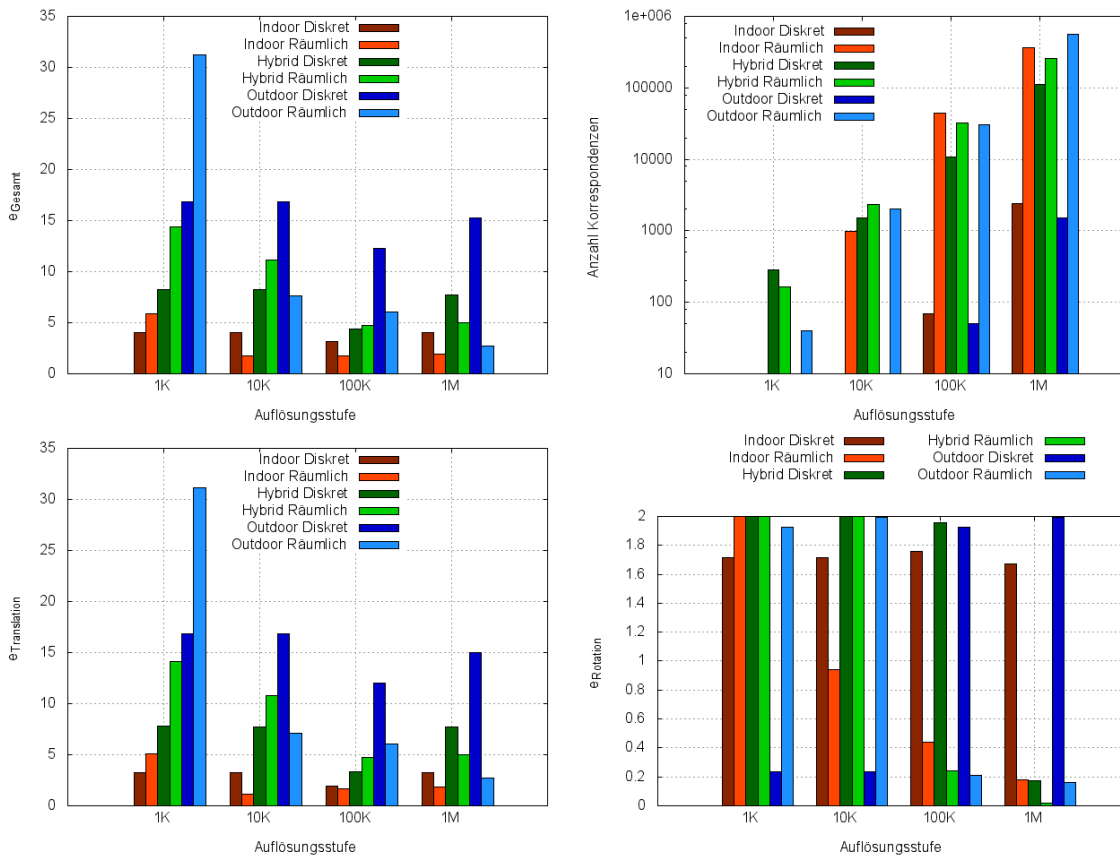 35
30
25
20
15
10
5
0
e_Gesamt
Indoor Diskret
Indoor Räumlich
Hybrid Diskret
Hybrid Räumlich
Outdoor Diskret
Outdoor Räumlich
1K 10K 100K 1M
Auflösungsstufe
1e+006
100000
10000
1000
100
10
Anzahl Korrespondenzen
Indoor Diskret
Indoor Räumlich
Hybrid Diskret
Hybrid Räumlich
Outdoor Diskret
Outdoor Räumlich
1K 10K 100K 1M
Auflösungsstufe
35
30
25
20
15
10
5
0
e_Translation
Indoor Diskret
Indoor Räumlich
Hybrid Diskret
Hybrid Räumlich
Outdoor Diskret
Outdoor Räumlich
1K 10K 100K 1M
Auflösungsstufe
Indoor Diskret Hybrid Räumlich
Indoor Räumlich Outdoor Diskret
Hybrid Diskret Outdoor Räumlich
2
1.8
1.6
1.4
1.2
1
0.8
0.6
0.4
0.2
0
e_Rotation
1K 10K 100K 1M
Auflösungsstufe